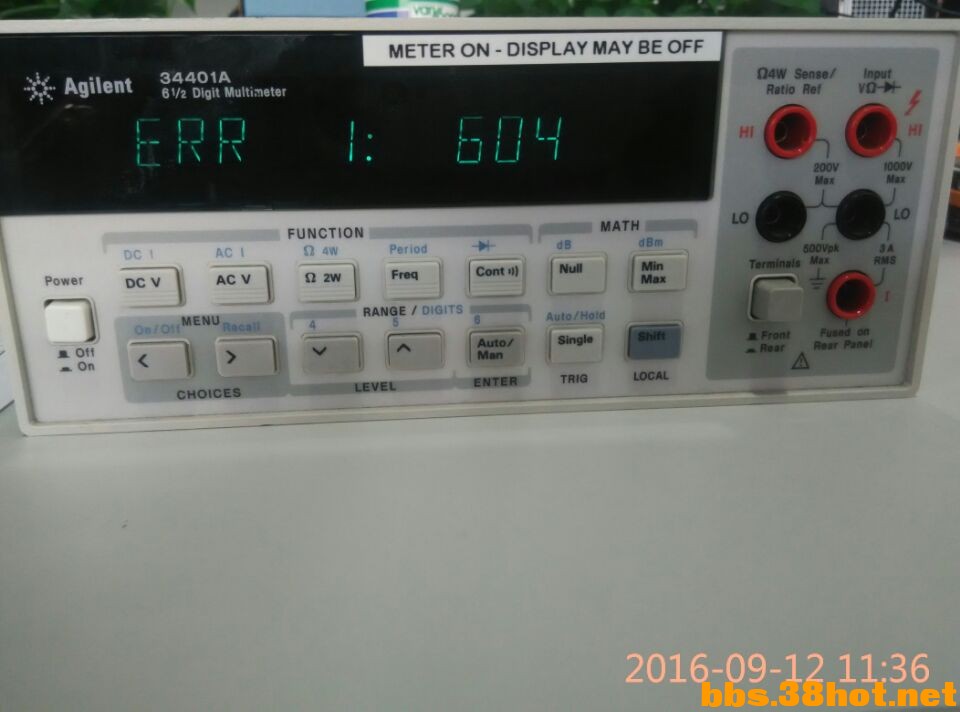 METER ON - DISPLAY MAY BE OFF
Agilent
34401A
6½ Digit Multimeter
ERR 1: 604
Ω4W Sense/
Ratio Ref
Input
VΩ
HI
HI
200V
Max
1000V
Max
LO
LO
500Vpk
Max
3A
RMS
I
Terminals
Front
Rear
Fused on
Rear Panel
FUNCTION
MATH
DC I
AC I
Ω 4W
Period
dB
dBm
DC V
AC V
Ω 2W
Freq
Cont
Null
Min
Max
Power
Off
On
MENU
RANGE / DIGITS
On/Off
Recall
4
5
6
Auto/Hold
<
>
Auto/
Man
Single
Shift
CHOICES
LEVEL
ENTER
TRIG
LOCAL
2016-09-12 11:36
bbs.38hot.net